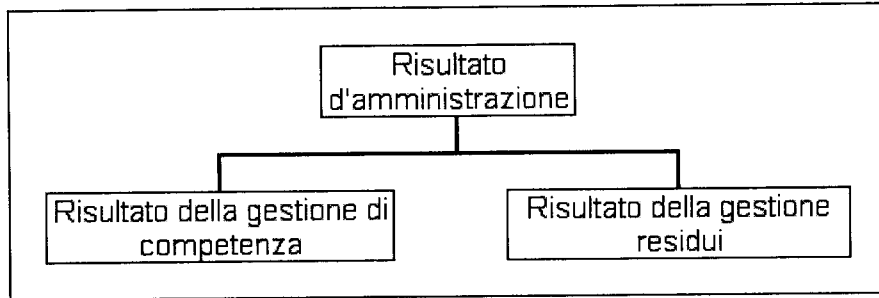 Risultato
d'amministrazione
Risultato della gestione di
competenza
Risultato della gestione
residui